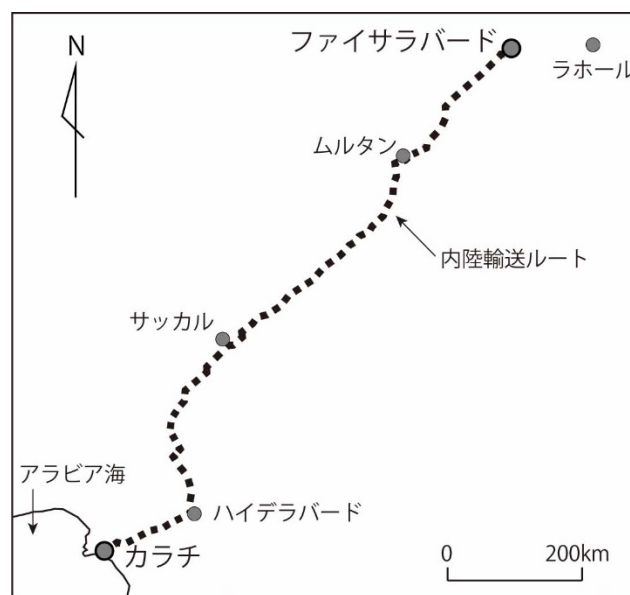 N
ファイサラバード
ラホール
ムルタン
内陸輸送ルート
サッカル
アラビア海
ハイデラバード
カラチ
0 200km